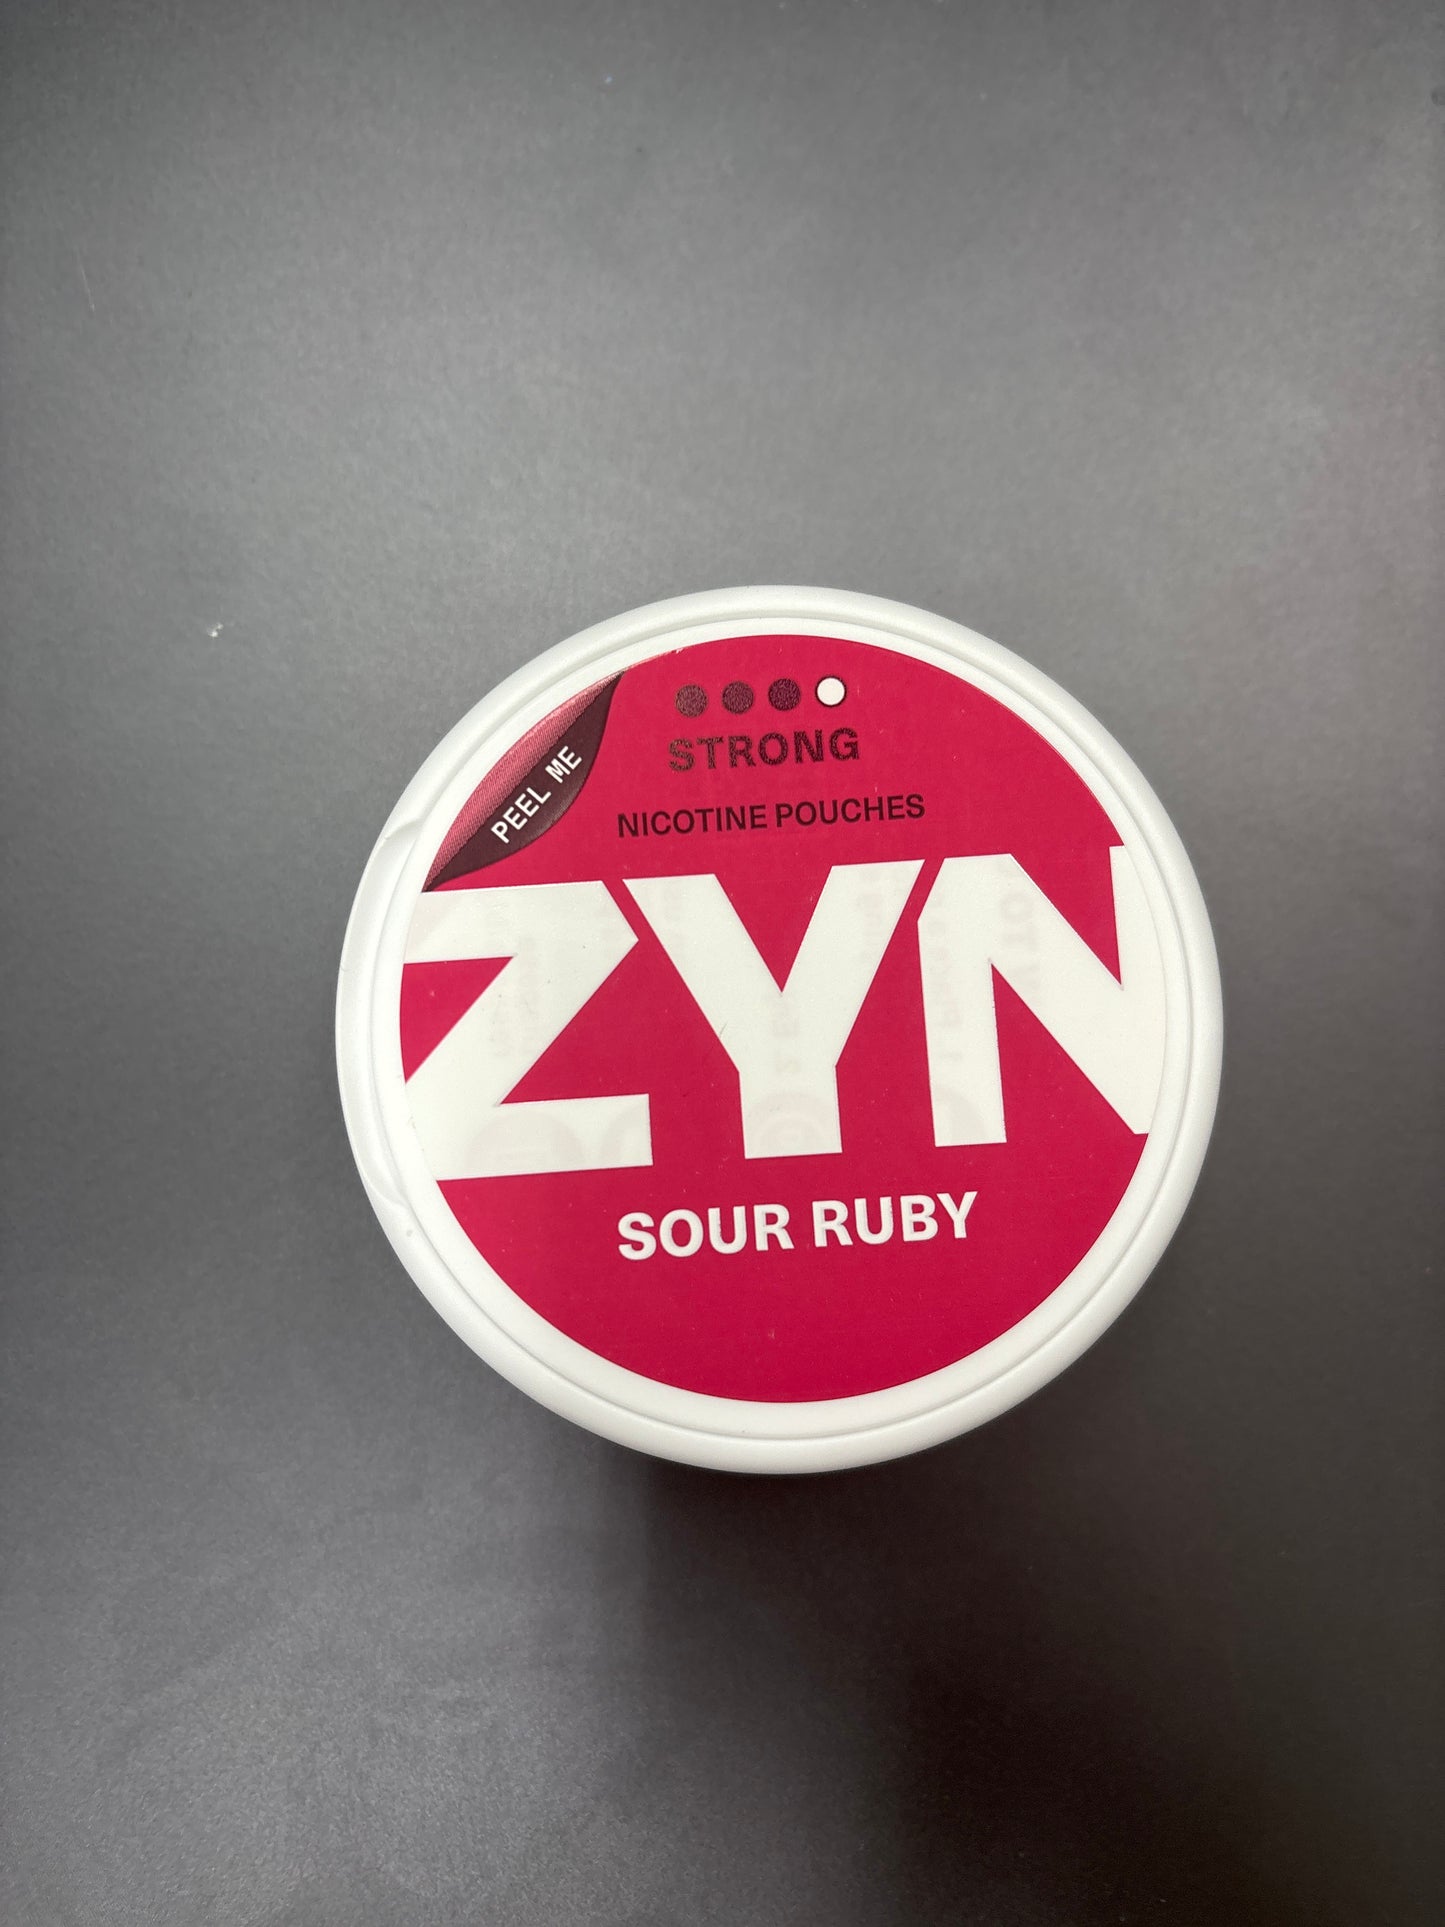 STRONG
NICOTINE POUCHES
PEEL ME
ZYN
SOUR RUBY